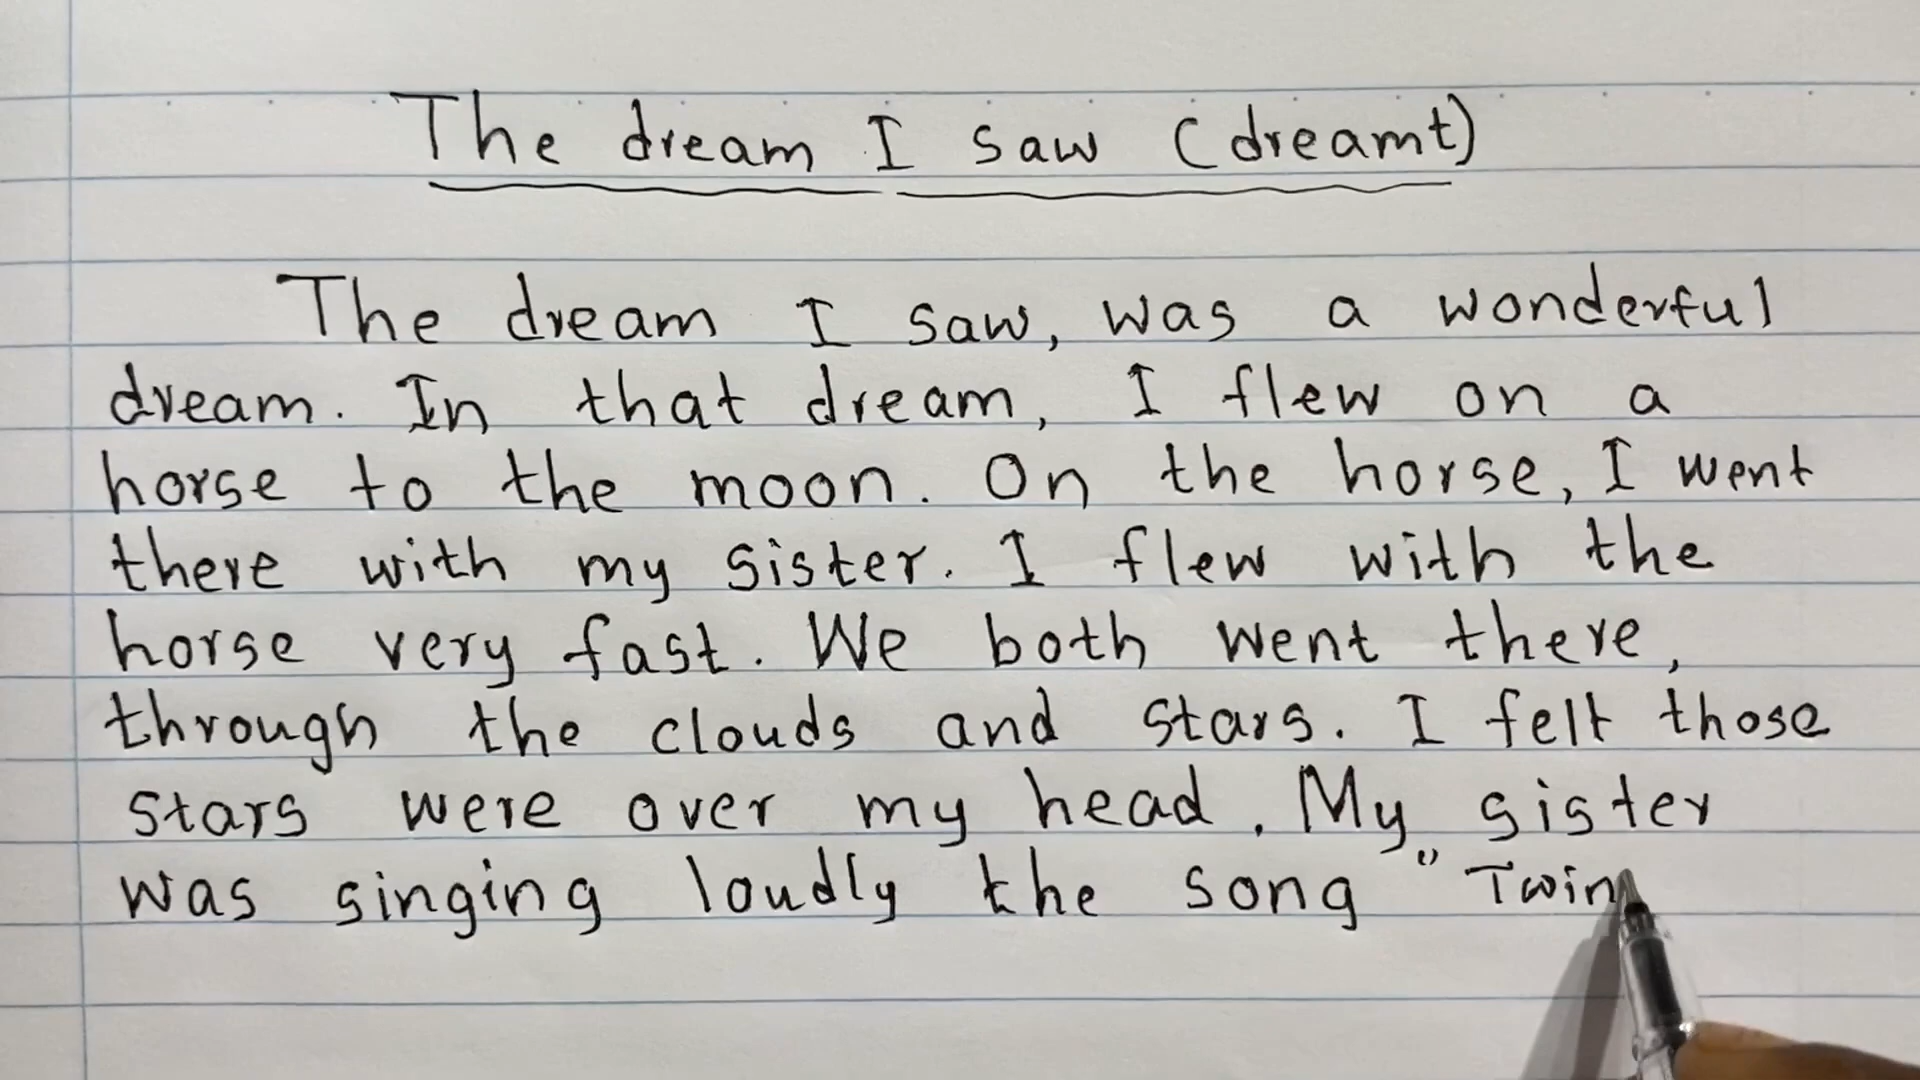 The dream I saw (dreamt)
The dream I saw, was a wonderful
dream. In that dream, I flew on a
horse to the moon. On the horse, I went
there with my sister. I flew with the
horse very fast. We both went there,
through the clouds and stars. I felt those
stars were over my head. My sister
was singing loudly the song "Twin